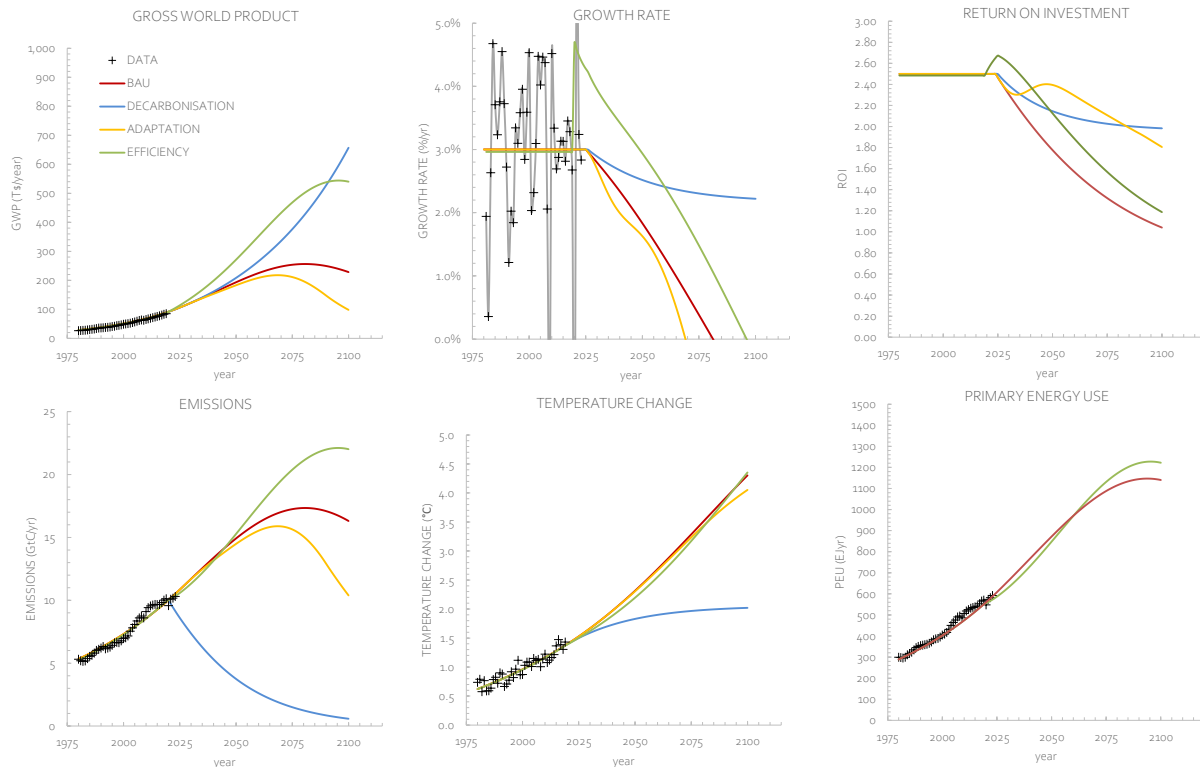 GROSS WORLD PRODUCT
1,000
900
800
700
600
500
400
300
200
100
0
GWP (T$/year)
DATA
BAU
DECARBONISATION
ADAPTATION
EFFICIENCY
1975 2000 2025 2050 2075 2100
year
GROWTH RATE
5.0%
4.0%
3.0%
2.0%
1.0%
0.0%
GROWTH RATE (%/yr)
1975 2000 2025 2050 2075 2100
year
RETURN ON INVESTMENT
3.00
2.80
2.60
2.40
2.20
2.00
1.80
1.60
1.40
1.20
1.00
0.80
0.60
0.40
0.20
0.00
ROI
1975 2000 2025 2050 2075 2100
year
EMISSIONS
25
20
15
10
5
0
EMISSIONS (GtC/yr)
1975 2000 2025 2050 2075 2100
year
TEMPERATURE CHANGE
5.0
4.5
4.0
3.5
3.0
2.5
2.0
1.5
1.0
0.5
0.0
TEMPERATURE CHANGE (°C)
1975 2000 2025 2050 2075 2100
year
PRIMARY ENERGY USE
1500
1400
1300
1200
1100
1000
900
800
700
600
500
400
300
200
100
0
PEU (EJyr)
1975 2000 2025 2050 2075 2100
year